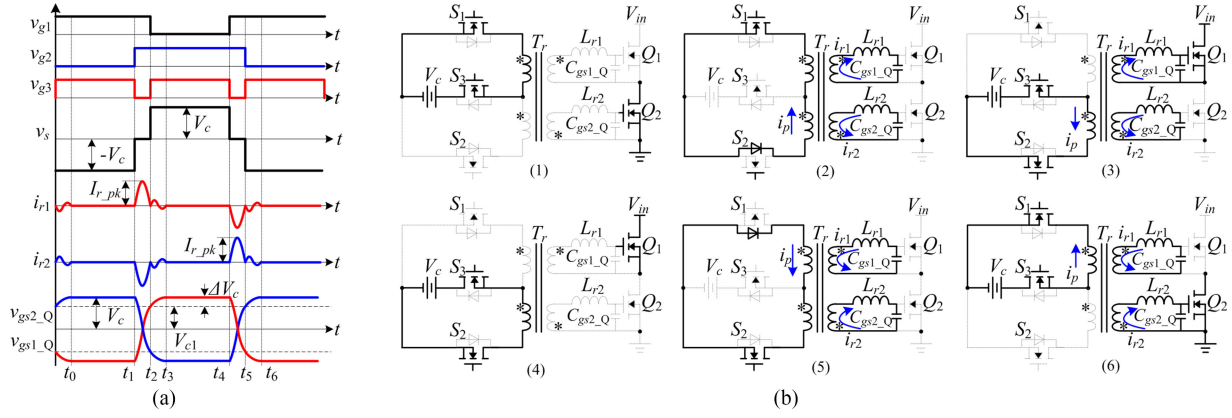 v_g1
t
v_g2
t
v_g3
t
v_s
V_c
-V_c
t
I_r_pk
i_r1
t
I_r_pk
i_r2
t
ΔV_c
v_gs2_Q
V_c
V_c1
t
v_gs1_Q
t_0 t_1 t_2 t_3 t_4 t_5 t_6
(a)
S_1 V_in
T_r L_r1
* * Q_1
V_c S_3 C_gs1_Q
L_r2
* * C_gs2_Q Q_2
S_2
(1)
S_1 V_in
T_r i_r1 L_r1
* * Q_1
V_c S_3 C_gs1_Q
L_r2
i_p * * C_gs2_Q Q_2
S_2 i_r2
(2)
S_1 V_in
T_r i_r1 L_r1
* * Q_1
V_c S_3 C_gs1_Q
L_r2
i_p * * C_gs2_Q Q_2
S_2 i_r2
(3)
S_1 V_in
T_r L_r1
* * Q_1
V_c S_3 C_gs1_Q
L_r2
* * C_gs2_Q Q_2
S_2
(4)
S_1 V_in
T_r i_r1 L_r1
* * Q_1
V_c S_3 i_p C_gs1_Q
L_r2
* * C_gs2_Q Q_2
S_2 i_r2
(5)
S_1 V_in
T_r i_r1 L_r1
* * Q_1
V_c S_3 i_p C_gs1_Q
L_r2
* * C_gs2_Q Q_2
S_2 i_r2
(6)
(b)